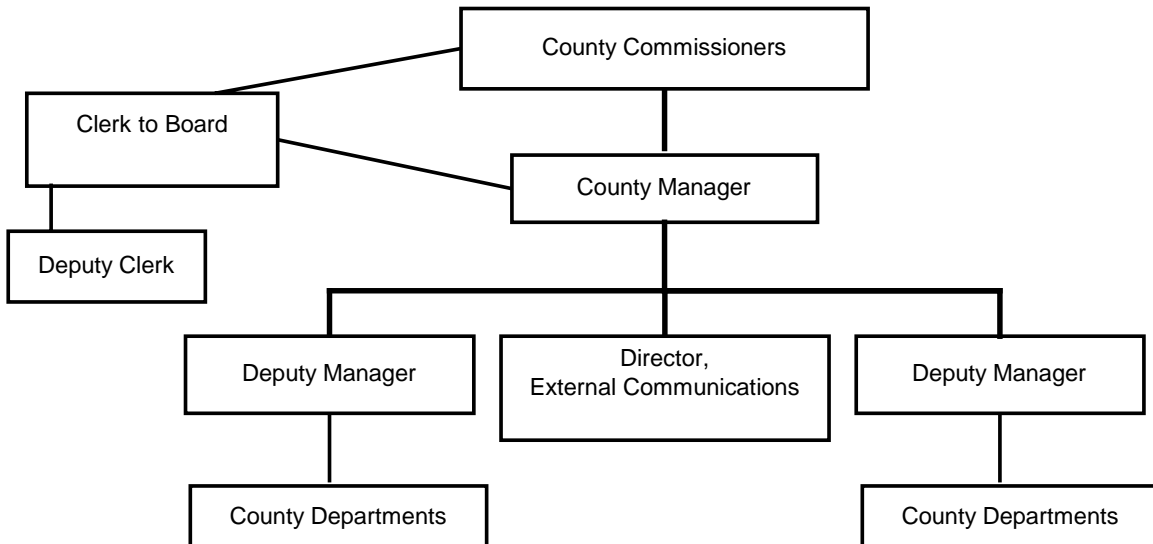 County Commissioners
Clerk to Board
County Manager
Deputy Clerk
Deputy Manager
Director,
External Communications
Deputy Manager
County Departments
County Departments